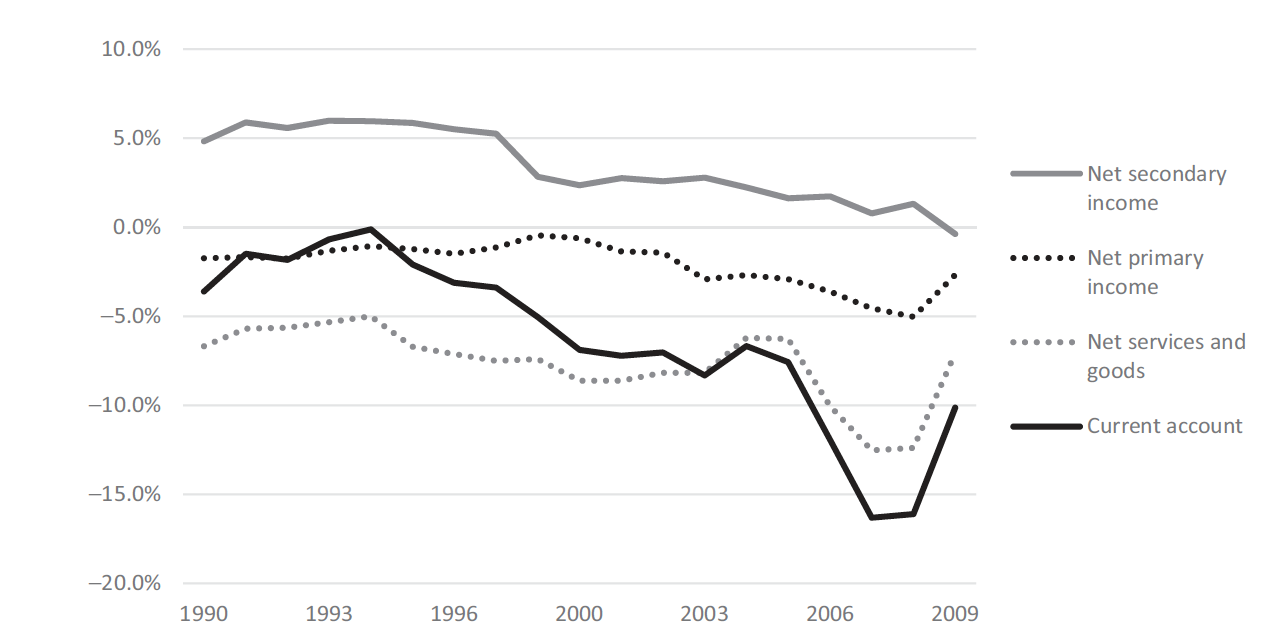 10.0%
5.0%
0.0%
–5.0%
–10.0%
–15.0%
–20.0%
1990 1993 1996 2000 2003 2006 2009
Net secondary
income
Net primary
income
Net services and
goods
Current account